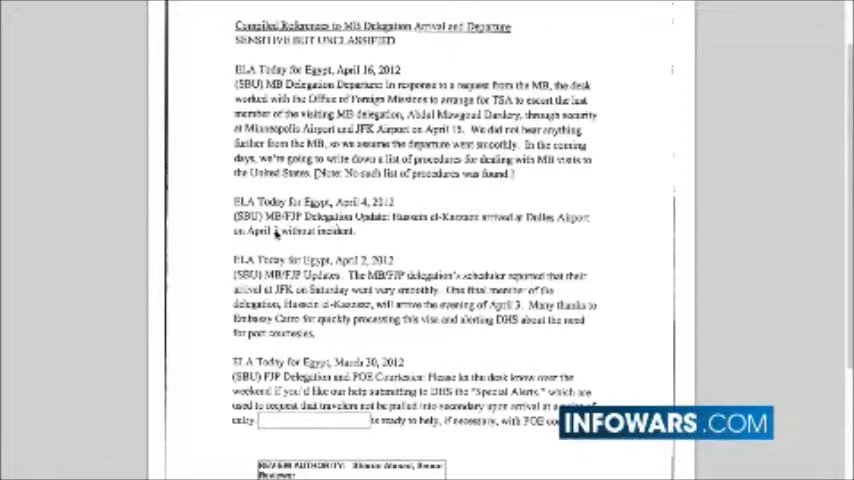 Compiled References to MB Delegation Arrival and Departure
SENSITIVE BUT UNCLASSIFIED
ELA Today for Egypt, April 16, 2012
(SBU) MB Delegation Departure: In response to a request from the MB, the desk
worked with the Office of Foreign Missions to arrange for TSA to escort the last
member of the visiting MB delegation, Abdul Mawgoud Dardery, through security
at Minneapolis Airport and JFK Airport on April 15. We did not hear anything
further from the MB, so we assume the departure went smoothly. In the coming
days, we're going to write down a list of procedures for dealing with MB visits to
the United States. [Note: No such list of procedures was found.]
ELA Today for Egypt, April 4, 2012
(SBU) MB/FJP Delegation Update: Hussein el-Kazzaz arrived at Dulles Airport
on April without incident.
ELA Today for Egypt, April 2, 2012
(SBU) MB/FJP Updates. The MB/FJP delegation's scheduler reported that their
arrival at JFK on Saturday went very smoothly. One final member of the
delegation, Hussein el-Kazzaz, will arrive the evening of April 3. Many thanks to
Embassy Cairo for quickly processing this visa and alerting DHS about the need
for port courtesies.
ELA Today for Egypt, March 30, 2012
(SBU) FJP Delegation and POE Courtesies: Please let the desk know over the
weekend if you'd like our help submitting to DHS the "Special Alerts," which are
used to request that travelers not be pulled into secondary upon arrival at a of
entry is ready to help, if necessary, with POE
INFOWARS.COM
REVIEW AUTHORITY: Sharon Ahmad, Senior
Reviewer